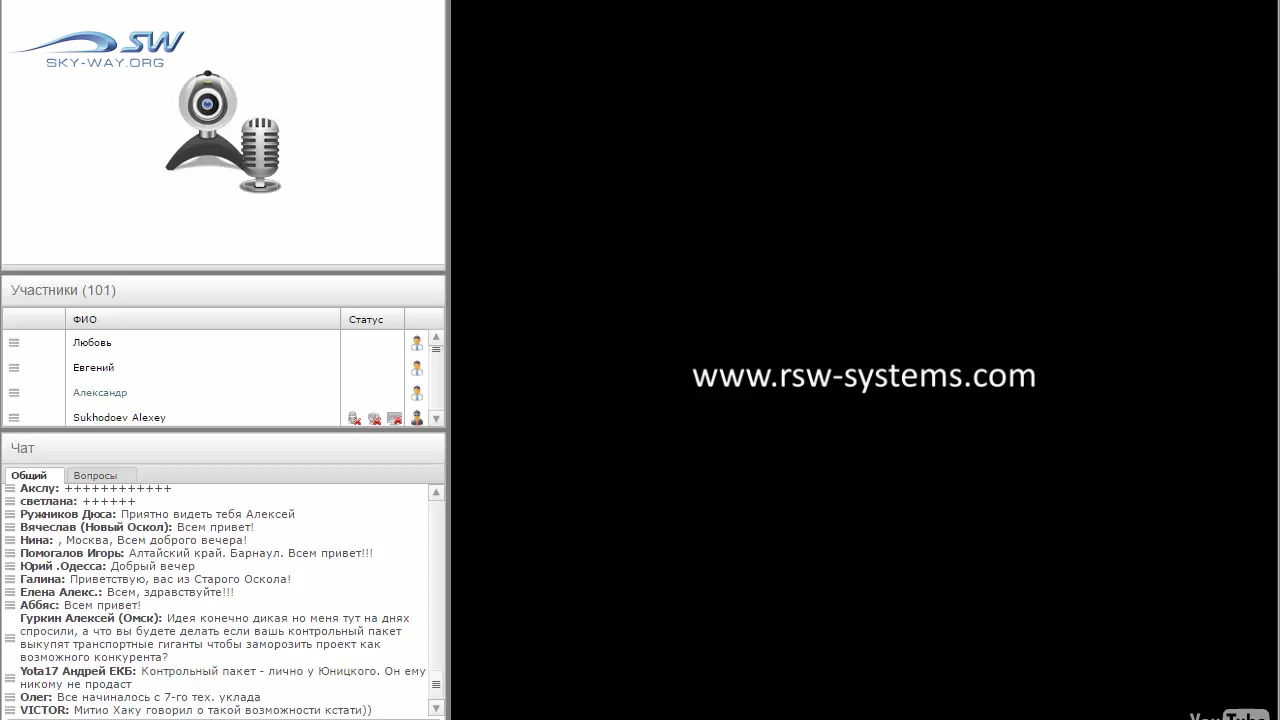 SW
SKY-WAY.ORG
Участники (101)
ФИО
Статус
Любовь
Евгений
Александр
Sukhodoev Alexey
Чат
Общий
Вопросы
Акслу: ++++++++++++
светлана: ++++++
Ружников Дюса: Приятно видеть тебя Алексей
Вячеслав (Новый Оскол): Всем привет!
Нина: , Москва, Всем доброго вечера!
Помогалов Игорь: Алтайский край. Барнаул. Всем привет!!!
Юрий .Одесса: Добрый вечер
Галина: Приветствую, вас из Старого Оскола!
Елена Алекс.: Всем, здравствуйте!!!
Аббяс: Всем привет!
Гуркин Алексей (Омск): Идея конечно дикая но меня тут на днях
спросили, а что вы будете делать если вашь контрольный пакет
выкупят транспортные гиганты чтобы заморозить проект как
возможного конкурента?
Yota17 Андрей ЕКБ: Контрольный пакет - лично у Юницкого. Он ему
никому не продаст
Олег: Все начиналось с 7-го тех. уклада
VICTOR: Митио Хаку говорил о такой возможности кстати))
www.rsw-systems.com
YouTube